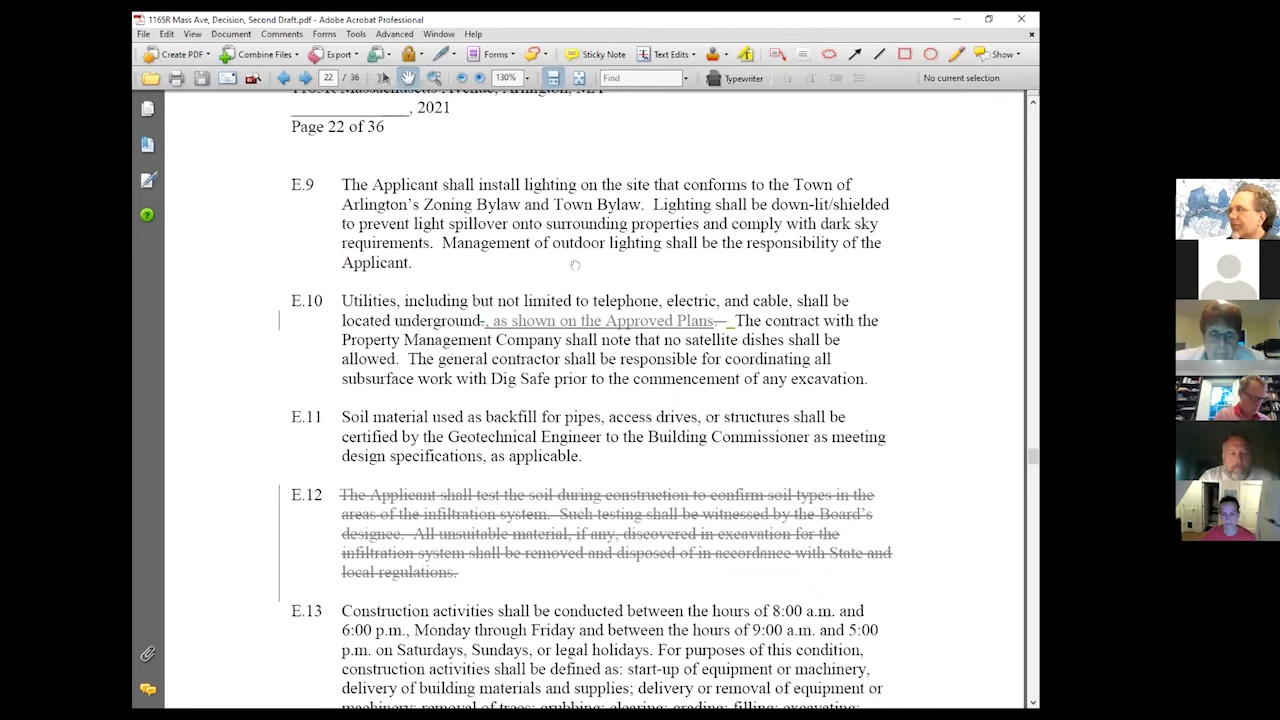 1165R Mass Ave, Decision, Second Draft.pdf - Adobe Acrobat Professional
File Edit View Document Comments Forms Tools Advanced Window Help
Create PDF Combine Files Export Forms Sticky Note Text Edits Show
22 / 36 130% Find Typewriter No current selection
1165R Massachusetts Avenue, Arlington, MA
_______________, 2021
Page 22 of 36
E.9 The Applicant shall install lighting on the site that conforms to the Town of
Arlington's Zoning Bylaw and Town Bylaw. Lighting shall be down-lit/shielded
to prevent light spillover onto surrounding properties and comply with dark sky
requirements. Management of outdoor lighting shall be the responsibility of the
Applicant.
E.10 Utilities, including but not limited to telephone, electric, and cable, shall be
located underground-, as shown on the Approved Plans.  The contract with the
Property Management Company shall note that no satellite dishes shall be
allowed. The general contractor shall be responsible for coordinating all
subsurface work with Dig Safe prior to the commencement of any excavation.
E.11 Soil material used as backfill for pipes, access drives, or structures shall be
certified by the Geotechnical Engineer to the Building Commissioner as meeting
design specifications, as applicable.
E.12 The Applicant shall test the soil during construction to confirm soil types in the
areas of the infiltration system. Such testing shall be witnessed by the Board's
designee. All unsuitable material, if any, discovered in excavation for the
infiltration system shall be removed and disposed of in accordance with State and
local regulations.
E.13 Construction activities shall be conducted between the hours of 8:00 a.m. and
6:00 p.m., Monday through Friday and between the hours of 9:00 a.m. and 5:00
p.m. on Saturdays, Sundays, or legal holidays. For purposes of this condition,
construction activities shall be defined as: start-up of equipment or machinery,
delivery of building materials and supplies; delivery or removal of equipment or
machinery; removal of trees; grubbing; clearing; grading; filling; excavating;